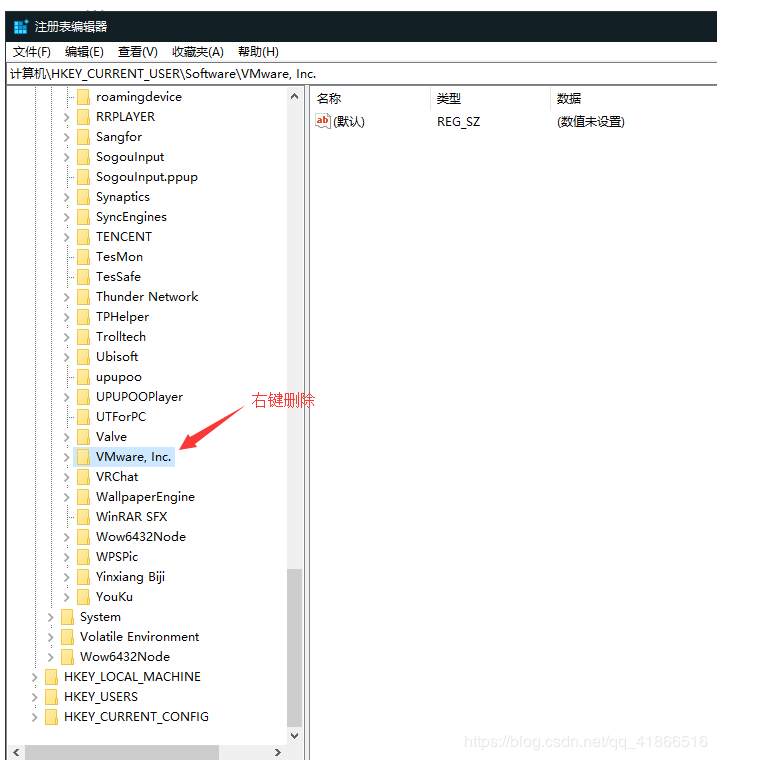 注册表编辑器
文件(F) 编辑(E) 查看(V) 收藏夹(A) 帮助(H)
计算机\HKEY_CURRENT_USER\Software\VMware, Inc.
roamingdevice
RRPLAYER
Sangfor
SogouInput
SogouInput.ppup
Synaptics
SyncEngines
TENCENT
TesMon
TesSafe
Thunder Network
TPHelper
Trolltech
Ubisoft
upupoo
UPUPOOPlayer
UTForPC
Valve
VMware, Inc.
VRChat
WallpaperEngine
WinRAR SFX
Wow6432Node
WPSPic
Yinxiang Biji
YouKu
System
Volatile Environment
Wow6432Node
HKEY_LOCAL_MACHINE
HKEY_USERS
HKEY_CURRENT_CONFIG
名称 类型 数据
ab (默认) REG_SZ (数值未设置)
右键删除
https://blog.csdn.net/qq_41866516